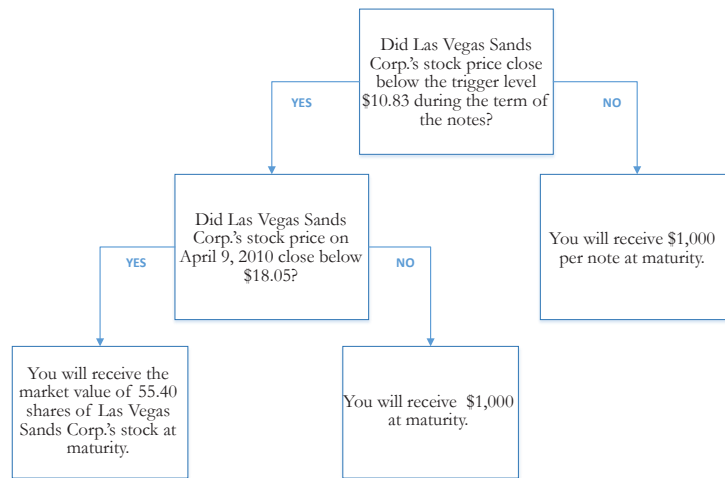 Did Las Vegas Sands
Corp.'s stock price close
below the trigger level
$10.83 during the term of
the notes?
YES
NO
Did Las Vegas Sands
Corp.'s stock price on
April 9, 2010 close below
$18.05?
You will receive $1,000
per note at maturity.
YES
NO
You will receive the
market value of 55.40
shares of Las Vegas
Sands Corp.'s stock at
maturity.
You will receive $1,000
at maturity.